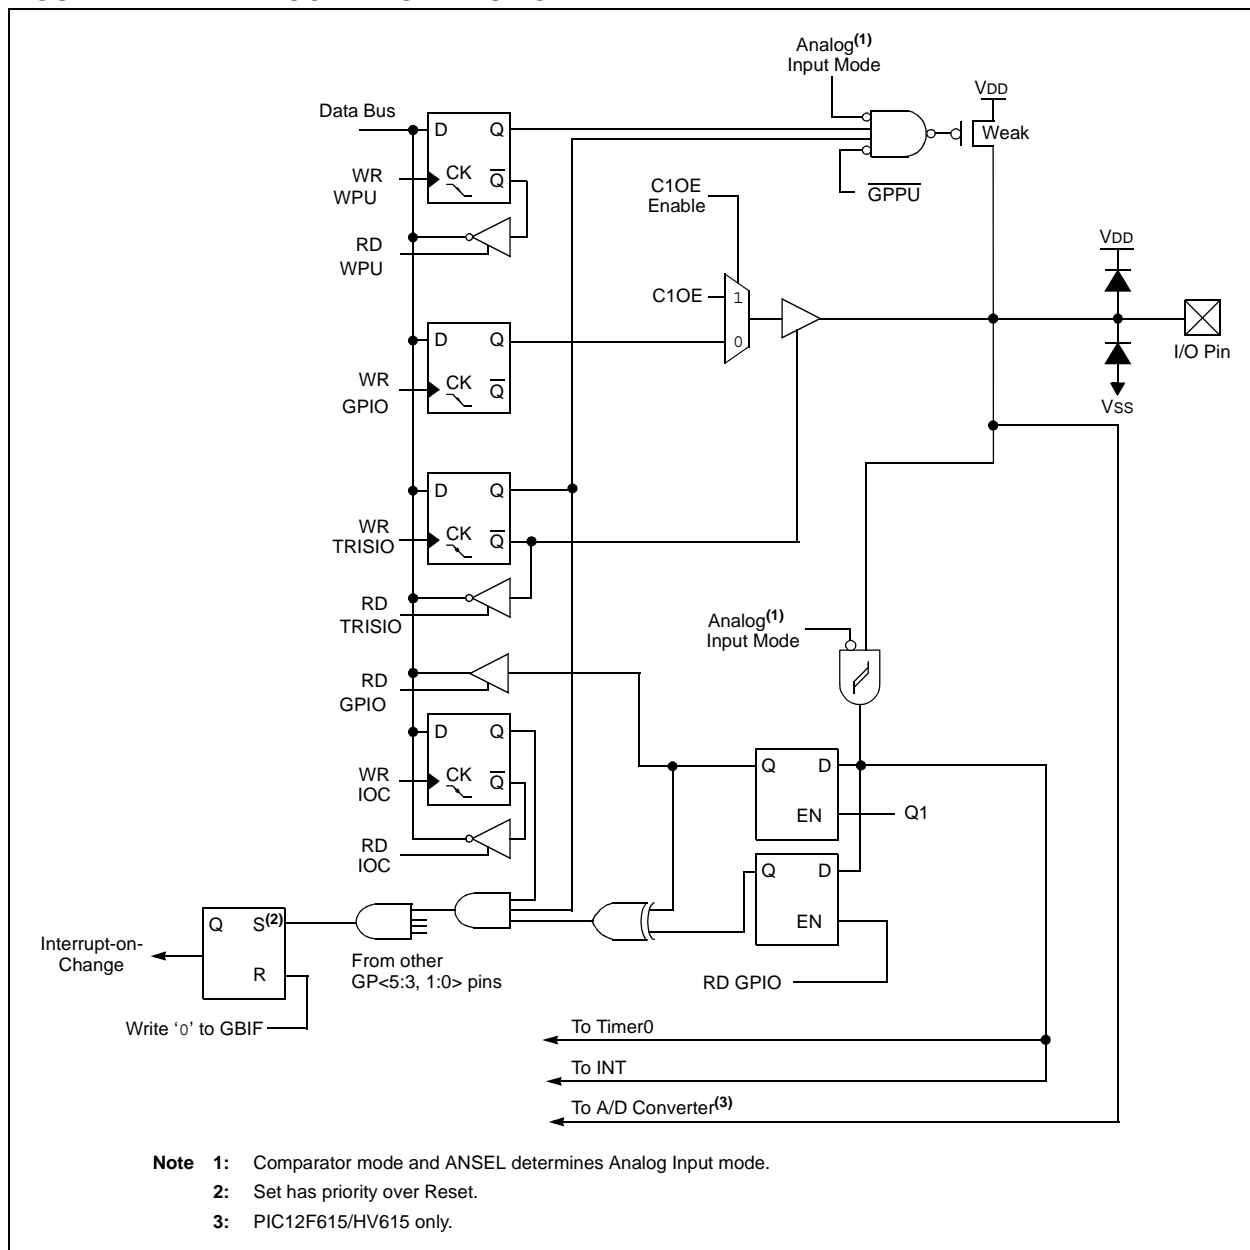 Analog(1)
Input Mode
VDD
Weak
Data Bus
D Q
CK Q
WR
WPU
GPPU
RD
WPU
C1OE
Enable
C1OE
1
0
VDD
I/O Pin
VSS
D Q
CK Q
WR
GPIO
D Q
CK Q
WR
TRISIO
RD
TRISIO
Analog(1)
Input Mode
RD
GPIO
D Q
CK Q
WR
IOC
RD
IOC
Q D
EN
Q1
Q D
EN
RD GPIO
Q S(2)
R
Interrupt-on-
Change
From other
GP<5:3, 1:0> pins
Write ‘0’ to GBIF
To Timer0
To INT
To A/D Converter(3)
Note 1: Comparator mode and ANSEL determines Analog Input mode.
2: Set has priority over Reset.
3: PIC12F615/HV615 only.